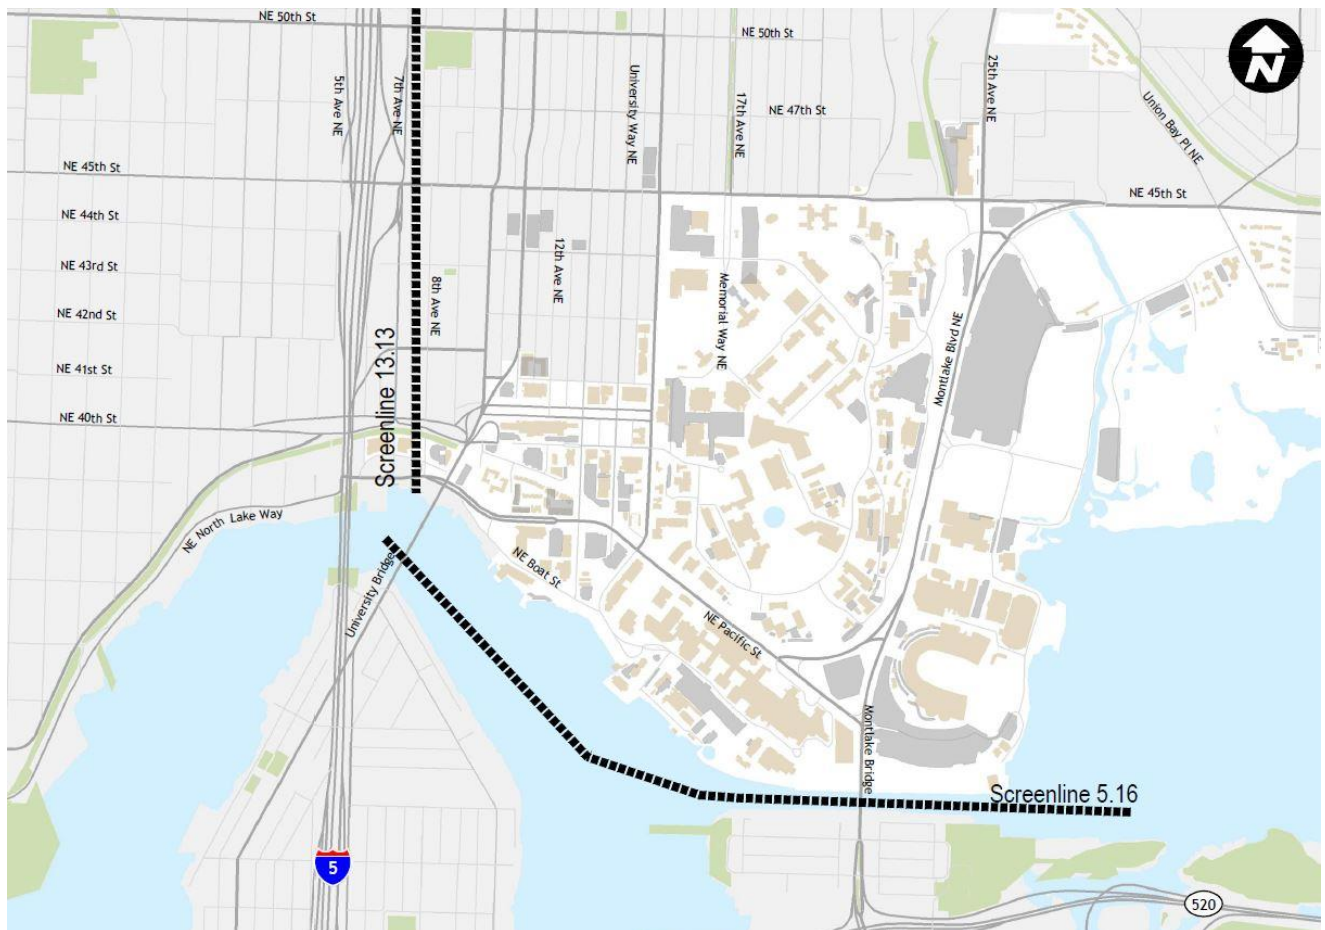 NE 50th St
NE 50th St
N
5th Ave NE
7th Ave NE
University Way NE
17th Ave NE
25th Ave NE
NE 47th St
Union Bay Pl NE
NE 45th St
NE 45th St
NE 44th St
NE 43rd St
12th Ave NE
8th Ave NE
Memorial Way NE
NE 42nd St
Montlake Blvd NE
Screenline 13.13
NE 41st St
NE 40th St
NE North Lake Way
NE Boat St
University Bridge
NE Pacific St
Montlake Bridge
Screenline 5.16
5
520